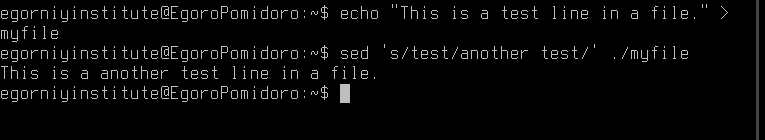 egorniyinstitute@EgoroPomidoro:~$ echo "This is a test line in a file." >
myfile
egorniyinstitute@EgoroPomidoro:~$ sed 's/test/another test/' ./myfile
This is a another test line in a file.
egorniyinstitute@EgoroPomidoro:~$